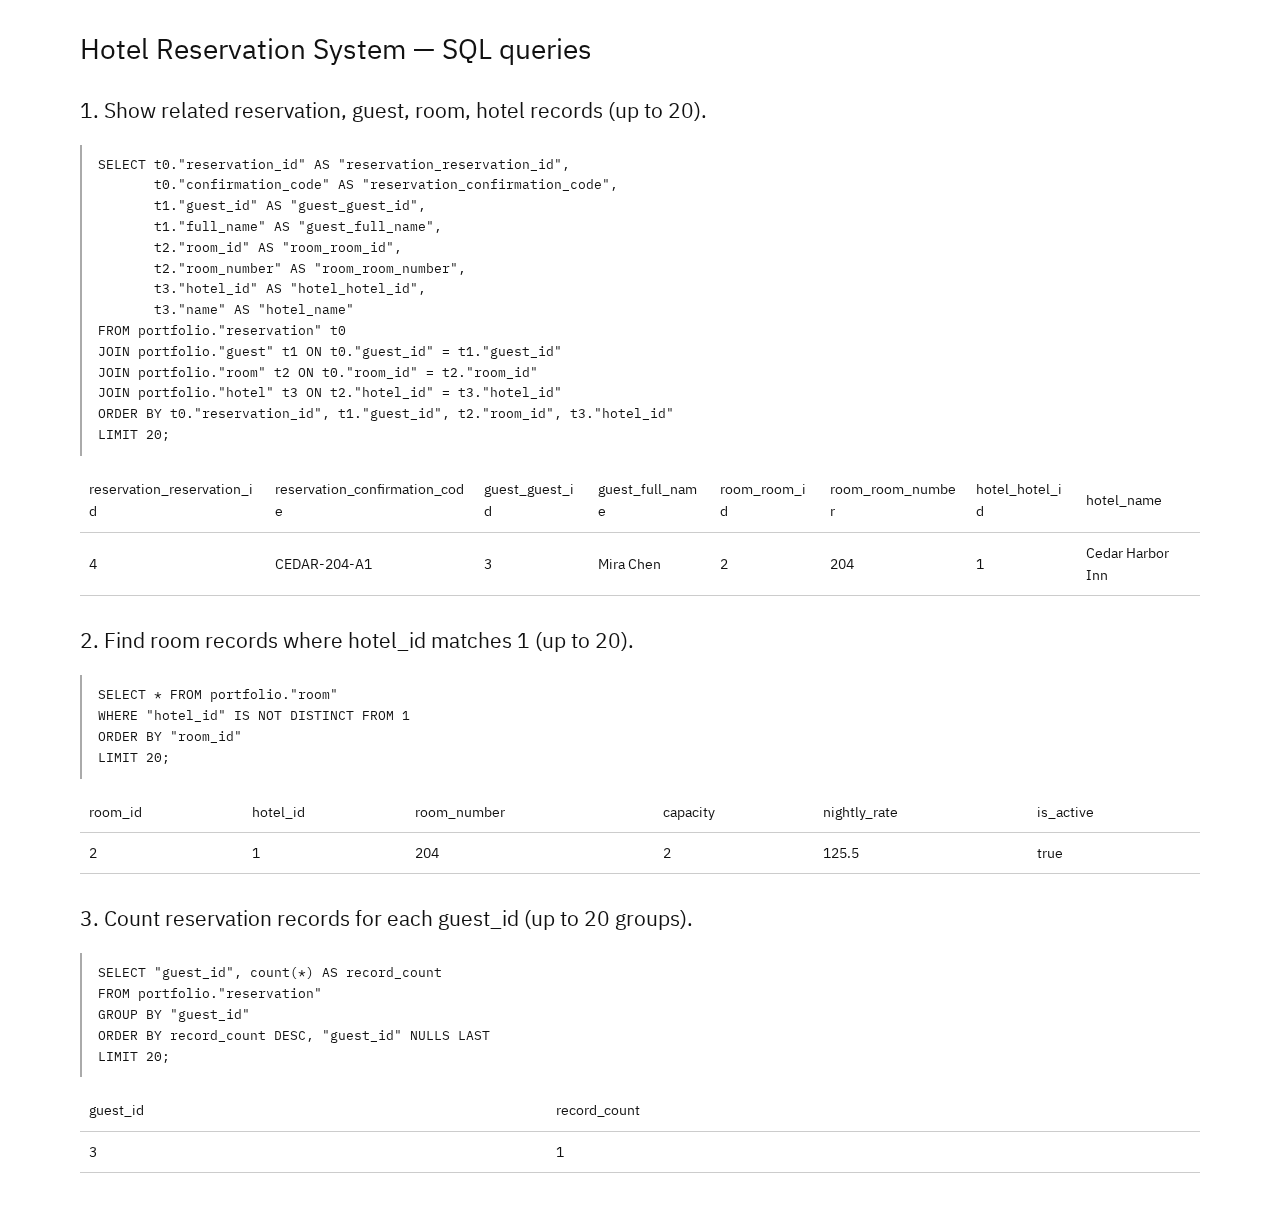 Hotel Reservation System — SQL queries
1. Show related reservation, guest, room, hotel records (up to 20).
SELECT t0."reservation_id" AS "reservation_reservation_id",
       t0."confirmation_code" AS "reservation_confirmation_code",
       t1."guest_id" AS "guest_guest_id",
       t1."full_name" AS "guest_full_name",
       t2."room_id" AS "room_room_id",
       t2."room_number" AS "room_room_number",
       t3."hotel_id" AS "hotel_hotel_id",
       t3."name" AS "hotel_name"
FROM portfolio."reservation" t0
JOIN portfolio."guest" t1 ON t0."guest_id" = t1."guest_id"
JOIN portfolio."room" t2 ON t0."room_id" = t2."room_id"
JOIN portfolio."hotel" t3 ON t2."hotel_id" = t3."hotel_id"
ORDER BY t0."reservation_id", t1."guest_id", t2."room_id", t3."hotel_id"
LIMIT 20;
reservation_reservation_id reservation_confirmation_code guest_guest_id guest_full_name room_room_id room_room_number hotel_hotel_id hotel_name
4 CEDAR-204-A1 3 Mira Chen 2 204 1 Cedar Harbor Inn
2. Find room records where hotel_id matches 1 (up to 20).
SELECT * FROM portfolio."room"
WHERE "hotel_id" IS NOT DISTINCT FROM 1
ORDER BY "room_id"
LIMIT 20;
room_id hotel_id room_number capacity nightly_rate is_active
2 1 204 2 125.5 true
3. Count reservation records for each guest_id (up to 20 groups).
SELECT "guest_id", count(*) AS record_count
FROM portfolio."reservation"
GROUP BY "guest_id"
ORDER BY record_count DESC, "guest_id" NULLS LAST
LIMIT 20;
guest_id record_count
3 1